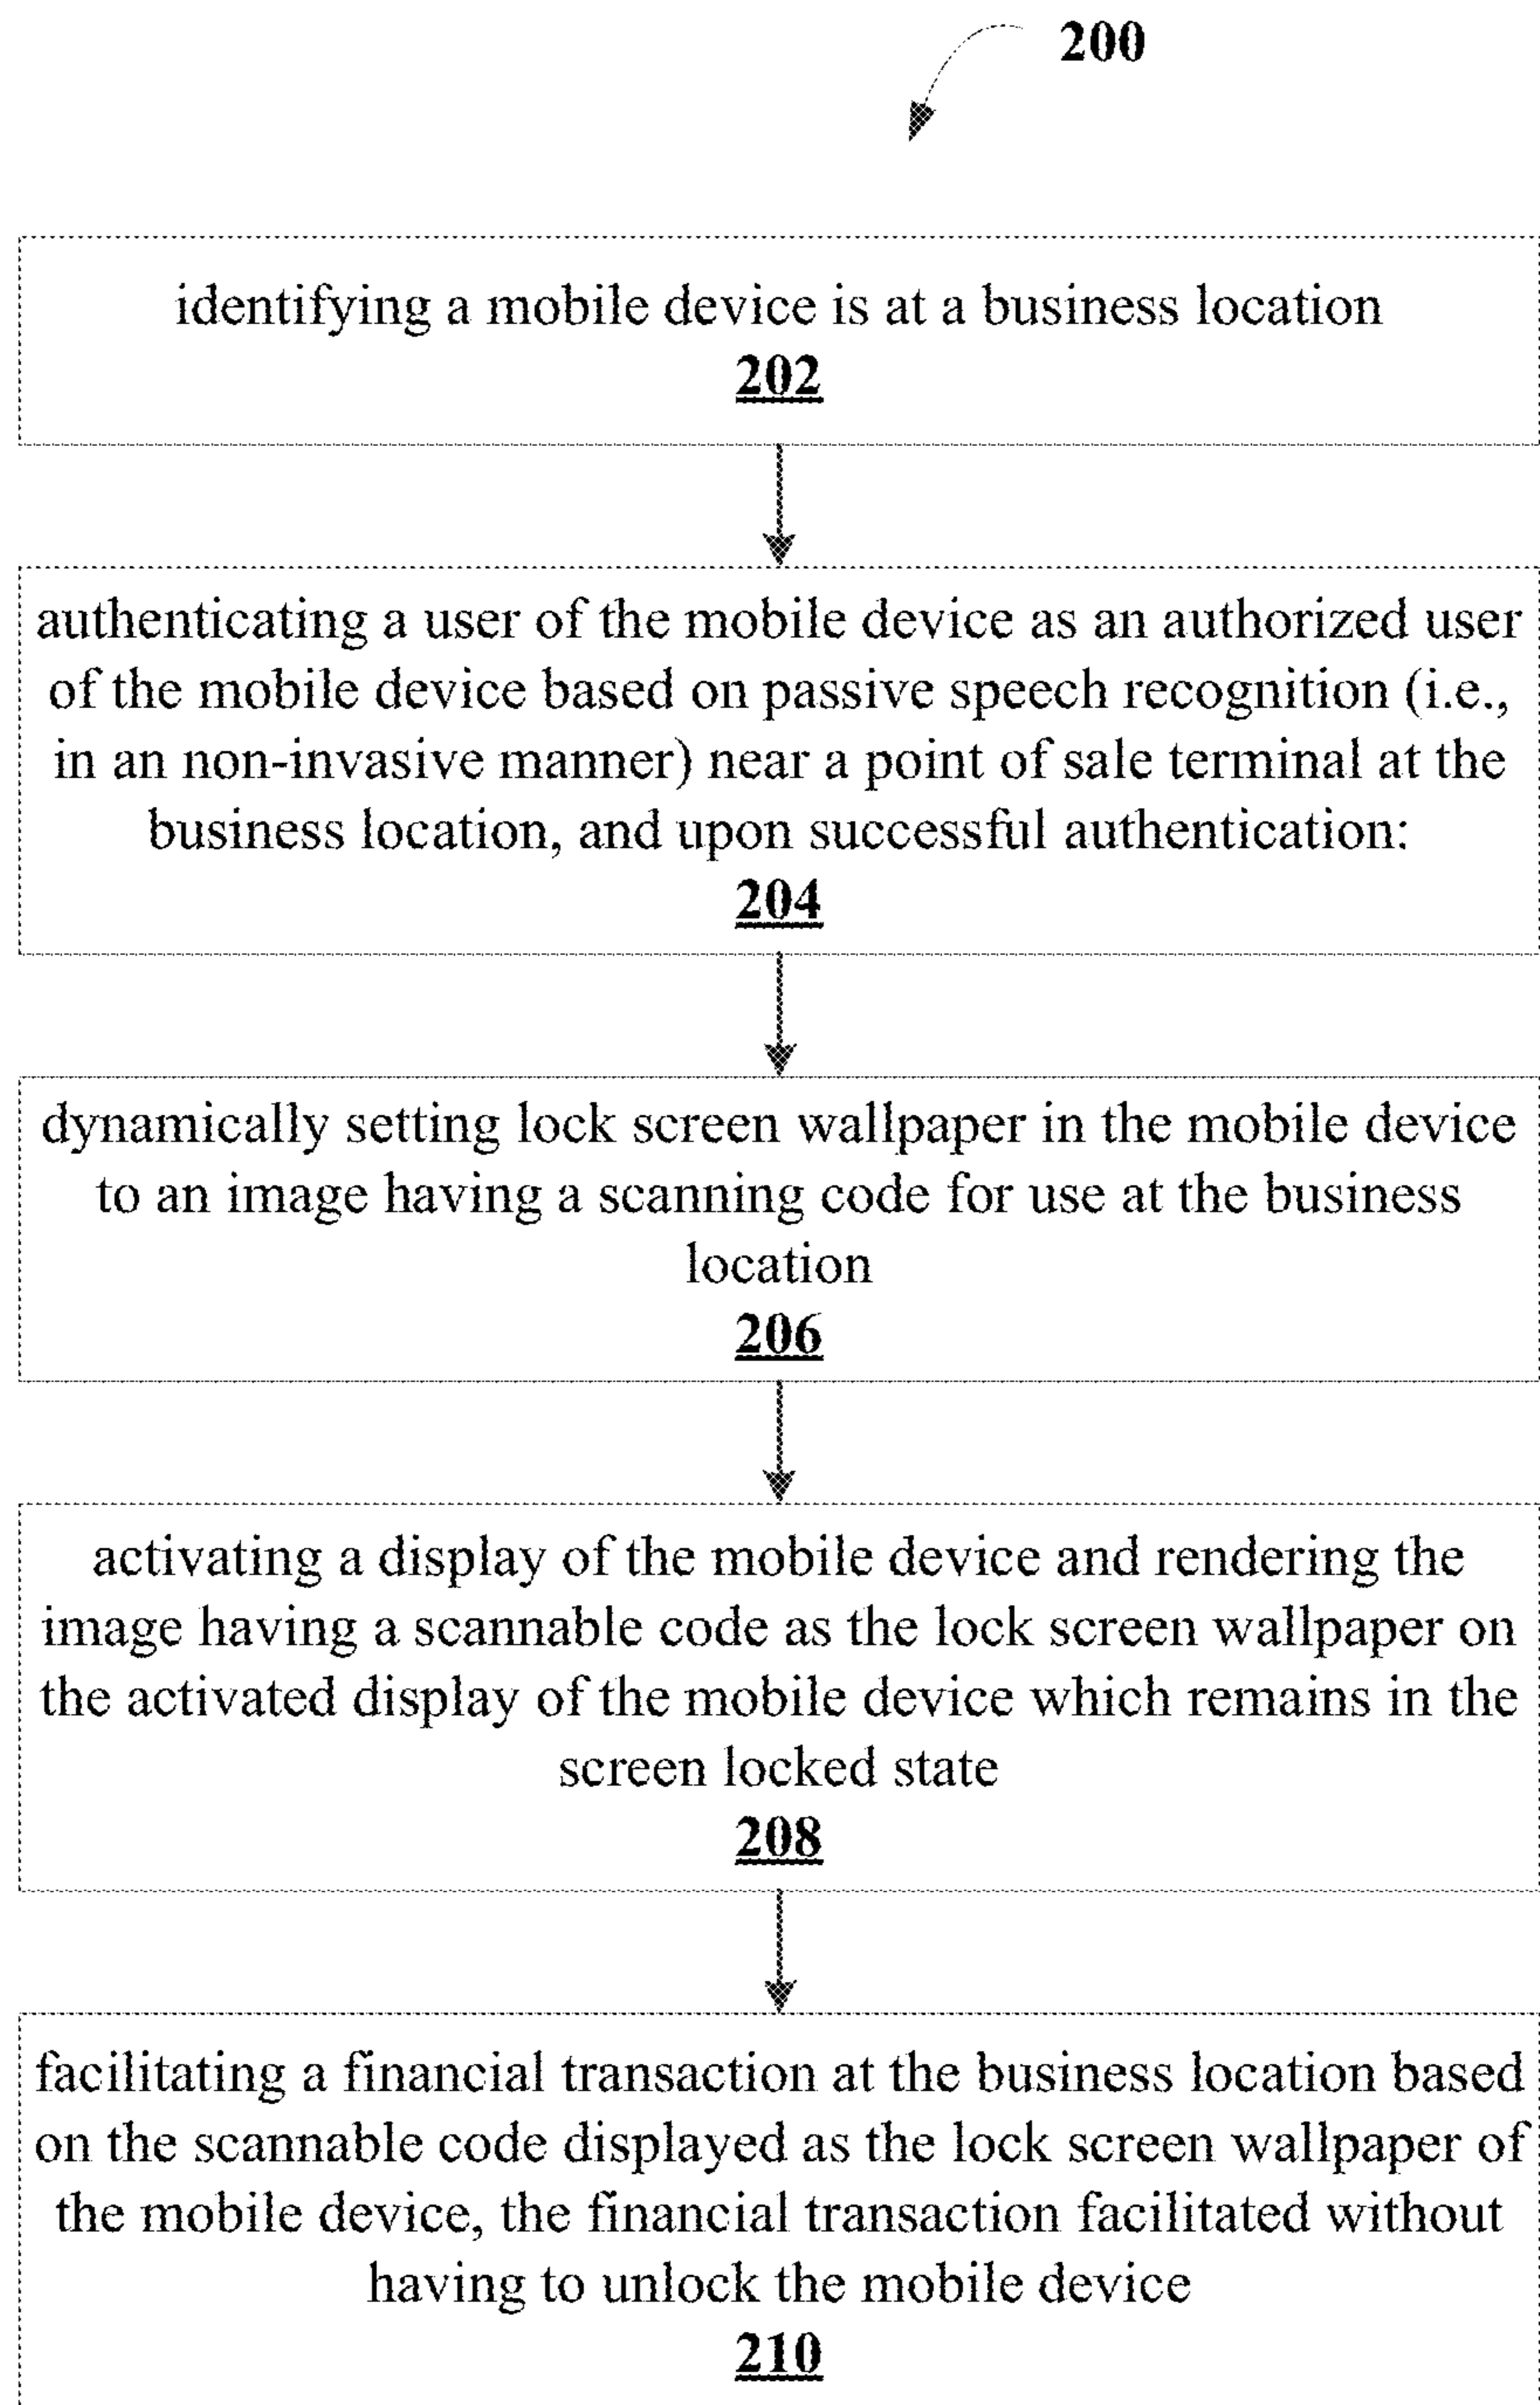 200
identifying a mobile device is at a business location
202
authenticating a user of the mobile device as an authorized user
of the mobile device based on passive speech recognition (i.e.,
in an non-invasive manner) near a point of sale terminal at the
business location, and upon successful authentication:
204
dynamically setting lock screen wallpaper in the mobile device
to an image having a scanning code for use at the business
location
206
activating a display of the mobile device and rendering the
image having a scannable code as the lock screen wallpaper on
the activated display of the mobile device which remains in the
screen locked state
208
facilitating a financial transaction at the business location based
on the scannable code displayed as the lock screen wallpaper of
the mobile device, the financial transaction facilitated without
having to unlock the mobile device
210